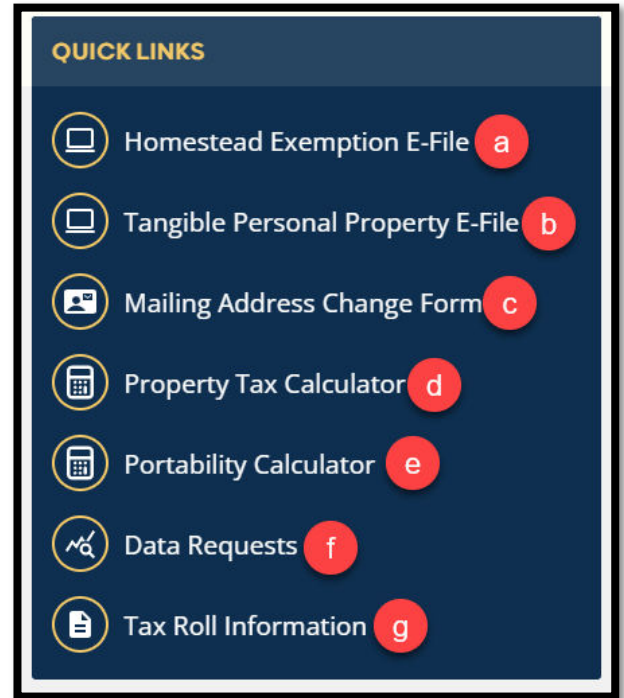 QUICK LINKS
Homestead Exemption E-File a
Tangible Personal Property E-File b
Mailing Address Change Form c
Property Tax Calculator d
Portability Calculator e
Data Requests f
Tax Roll Information g